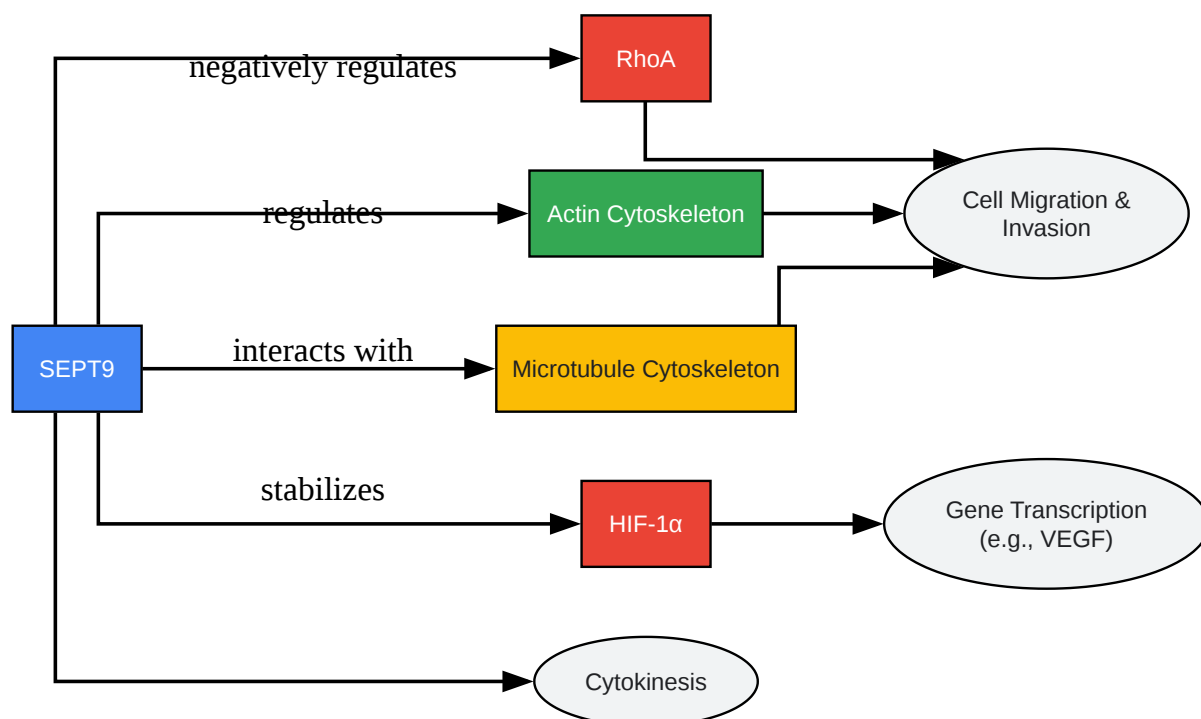 negatively regulates
RhoA
regulates
Actin Cytoskeleton
Cell Migration &
Invasion
SEPT9
interacts with
Microtubule Cytoskeleton
stabilizes
HIF-1α
Gene Transcription
(e.g., VEGF)
Cytokinesis